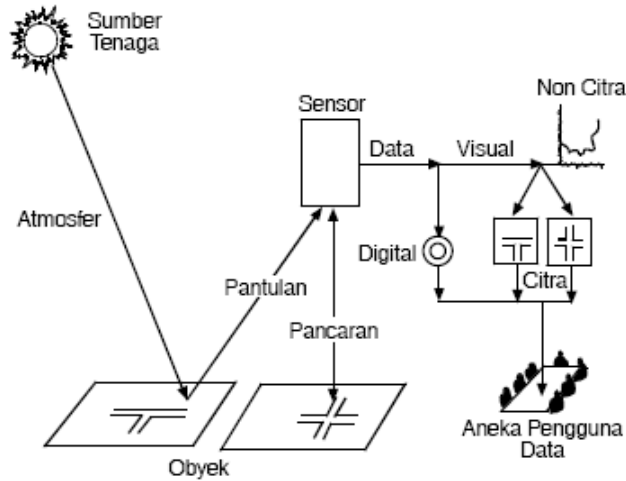 Sumber
Tenaga
Sensor
Non Citra
Data
Visual
Atmosfer
Digital
Citra
Pantulan
Pancaran
Obyek
Aneka Pengguna
Data